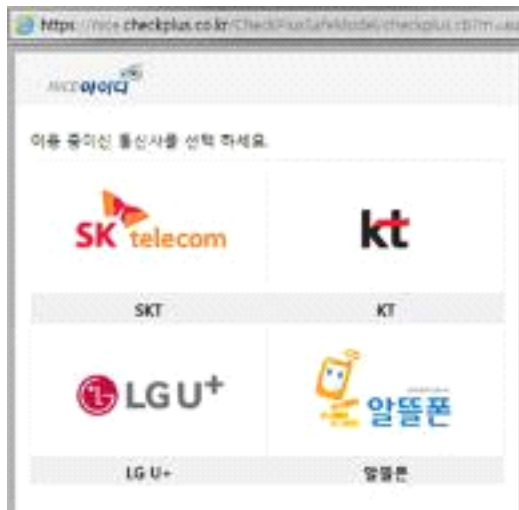 https://nice.checkplus.co.kr/CheckPlusSafeModel/checkplus.cb?m=
NICE아이디
이용 중이신 통신사를 선택 하세요.
SK telecom
kt
SKT
KT
LG U+
알뜰폰
LG U+
알뜰폰